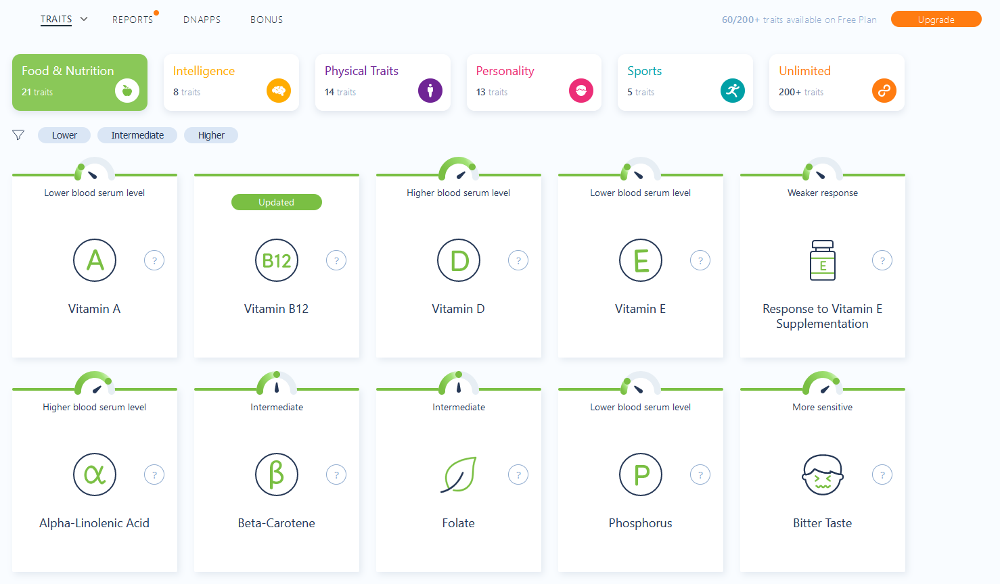 TRAITS
REPORTS
DNAPPS
BONUS
60/200+ traits available on Free Plan
Upgrade
Food & Nutrition
21 traits
Intelligence
8 traits
Physical Traits
14 traits
Personality
13 traits
Sports
5 traits
Unlimited
200+ traits
Lower
Intermediate
Higher
Lower blood serum level
A
?
Vitamin A
Updated
B12
?
Vitamin B12
Higher blood serum level
D
?
Vitamin D
Lower blood serum level
E
?
Vitamin E
Weaker response
E
?
Response to Vitamin E
Supplementation
Higher blood serum level
α
?
Alpha-Linolenic Acid
Intermediate
β
?
Beta-Carotene
Intermediate
?
Folate
Lower blood serum level
P
?
Phosphorus
More sensitive
?
Bitter Taste